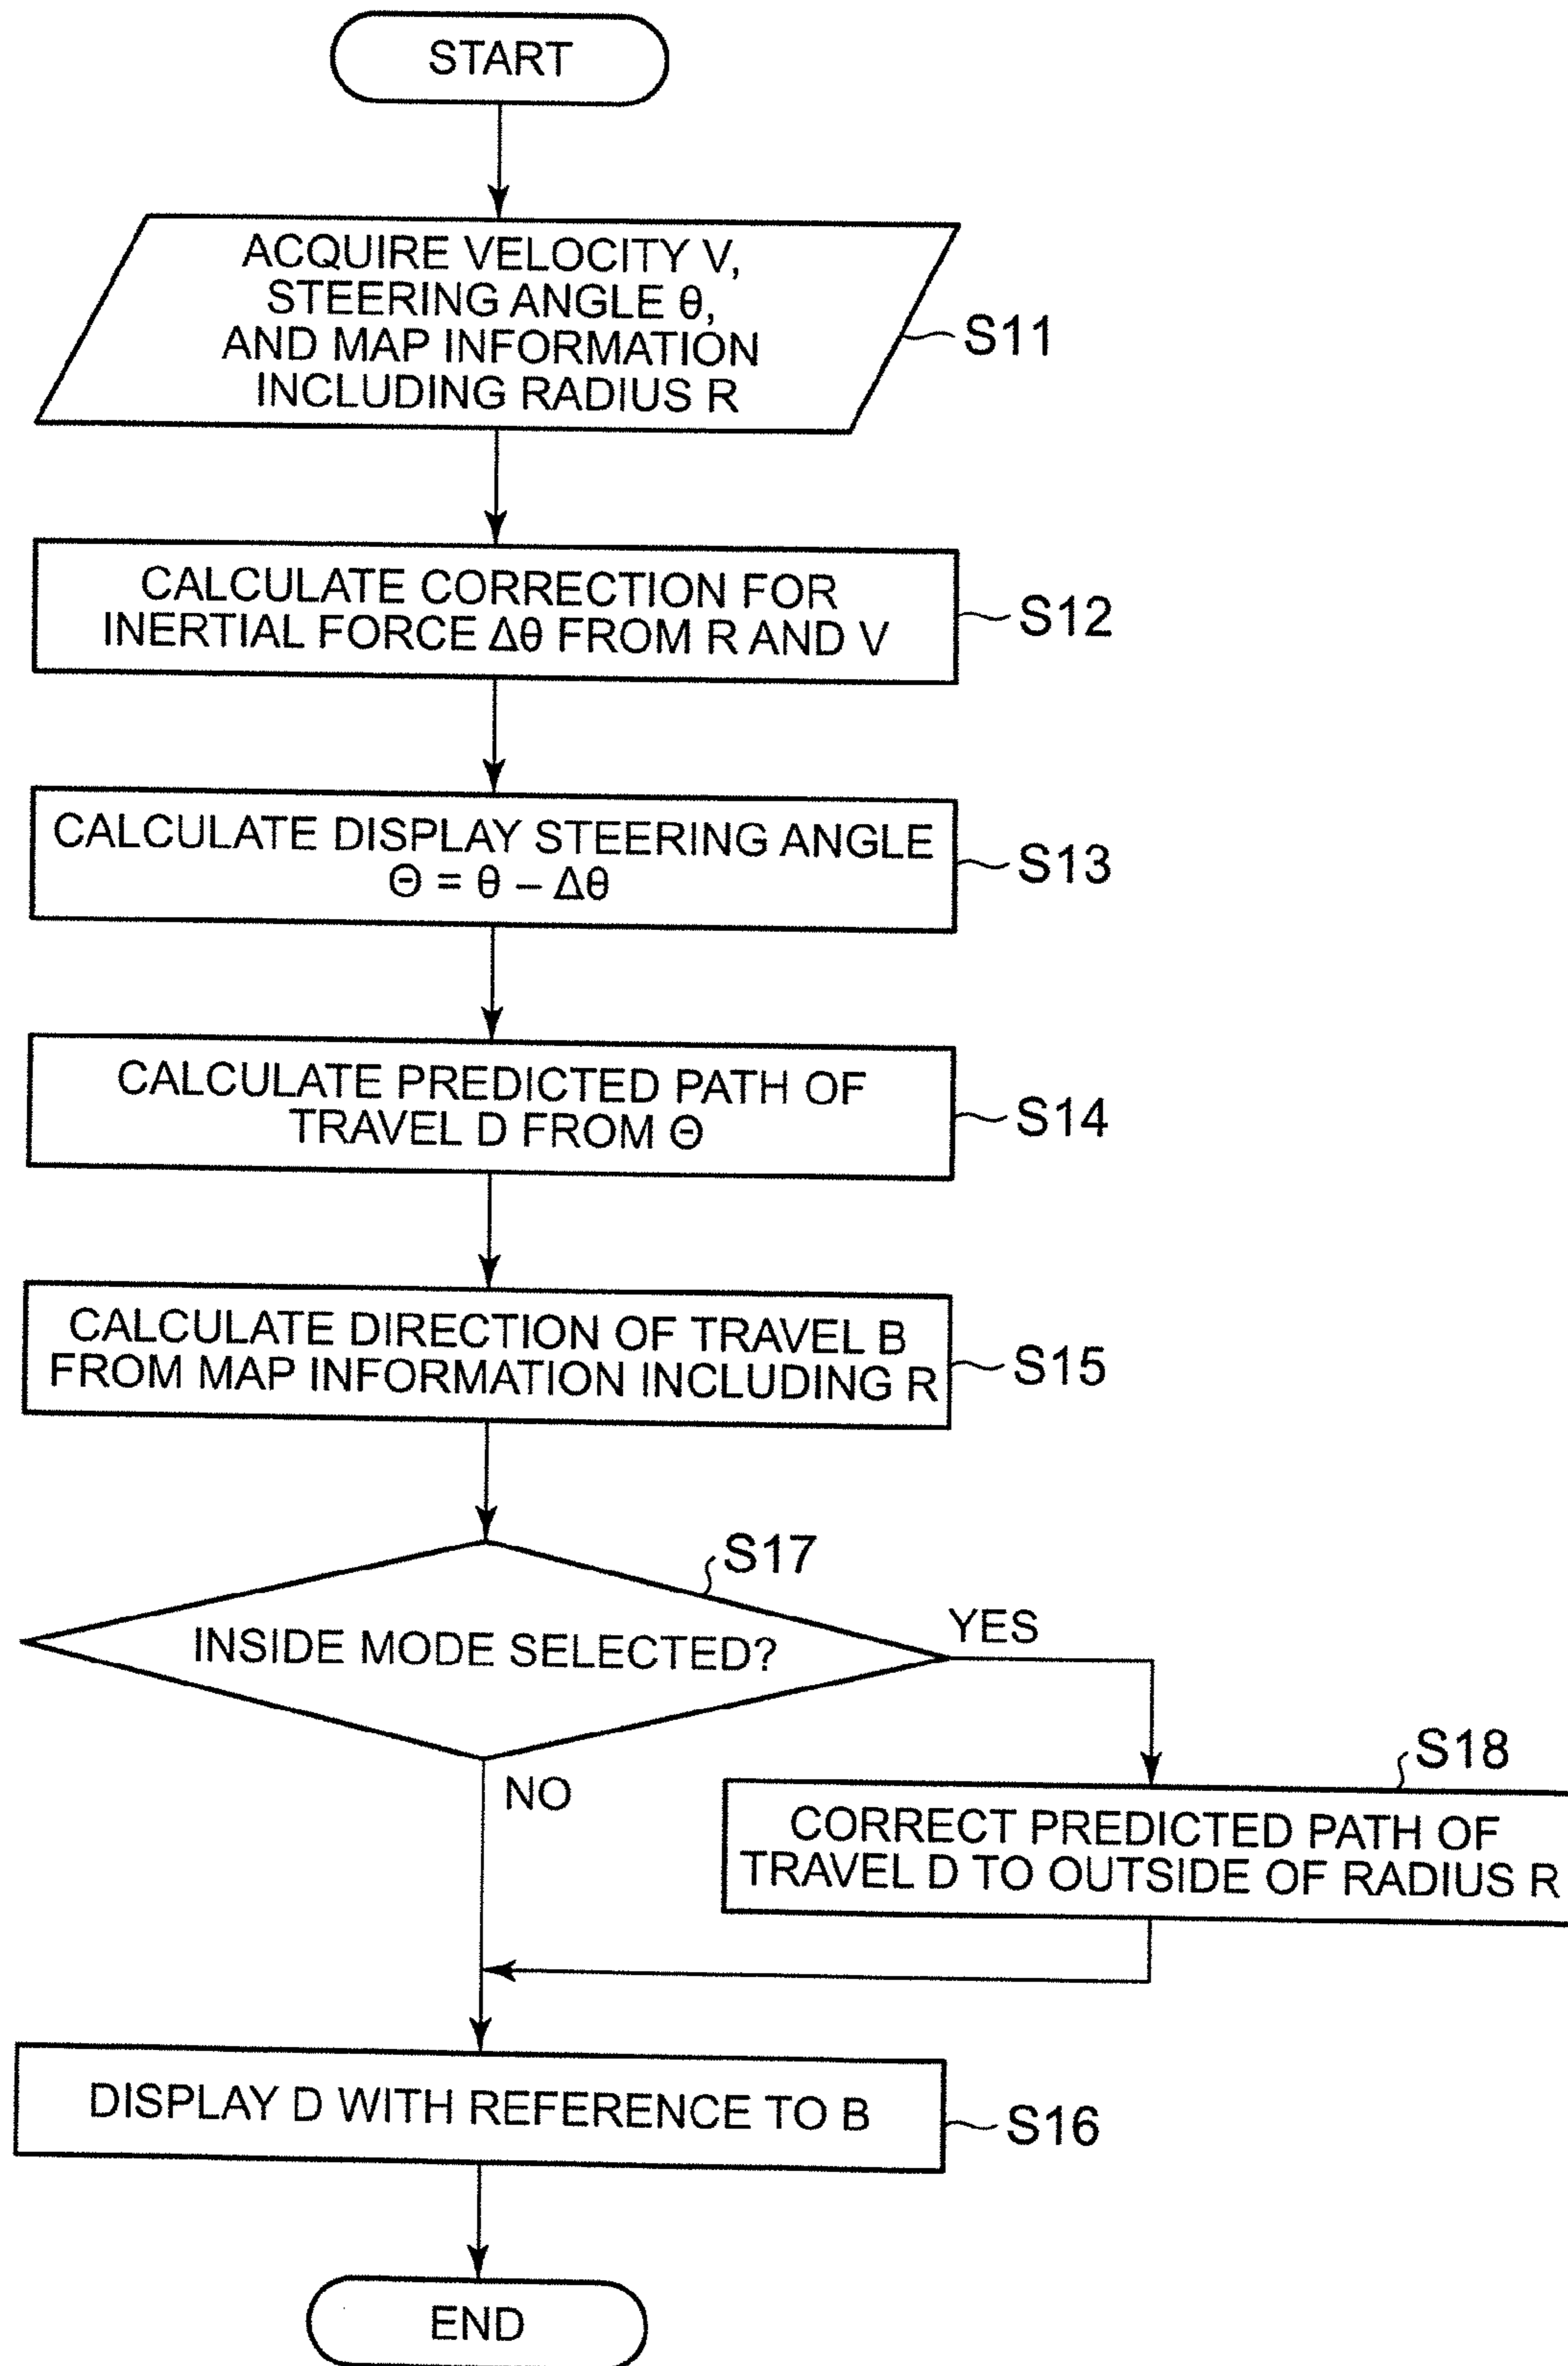 START
ACQUIRE VELOCITY V,
STEERING ANGLE θ,
AND MAP INFORMATION
INCLUDING RADIUS R
S11
CALCULATE CORRECTION FOR
INERTIAL FORCE Δθ FROM R AND V
S12
CALCULATE DISPLAY STEERING ANGLE
Θ = θ – Δθ
S13
CALCULATE PREDICTED PATH OF
TRAVEL D FROM Θ
S14
CALCULATE DIRECTION OF TRAVEL B
FROM MAP INFORMATION INCLUDING R
S15
S17
INSIDE MODE SELECTED?
YES
NO
S18
CORRECT PREDICTED PATH OF
TRAVEL D TO OUTSIDE OF RADIUS R
DISPLAY D WITH REFERENCE TO B
S16
END